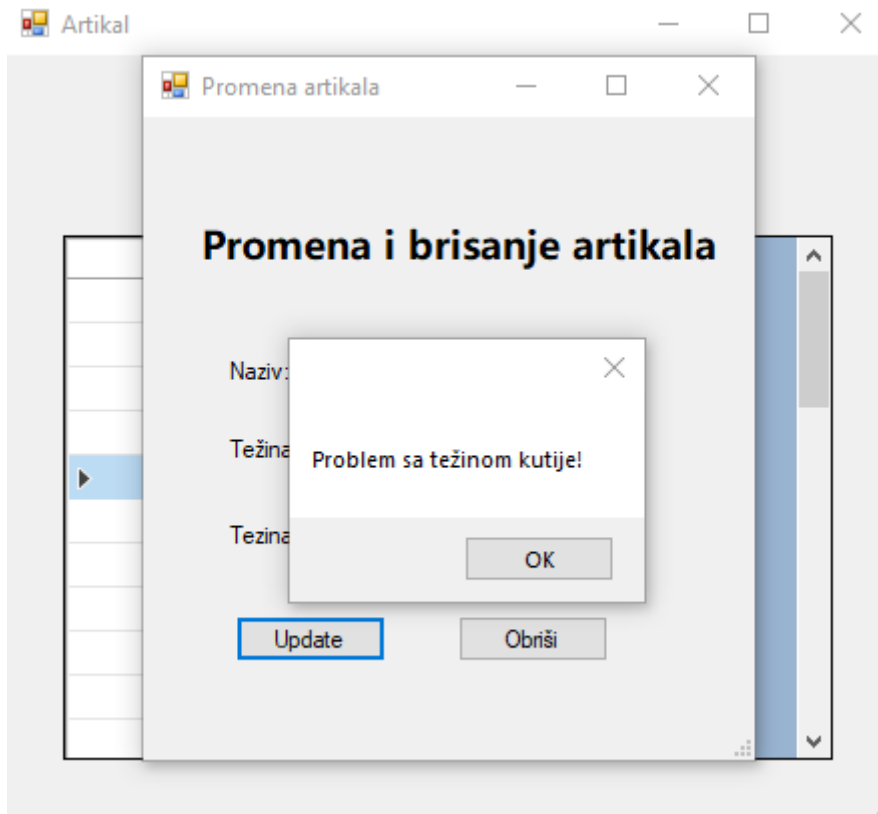 Artikal
Promena artikala
Promena i brisanje artikala
Naziv:
Težina
Problem sa težinom kutije!
Tezina
OK
Update
Obriši